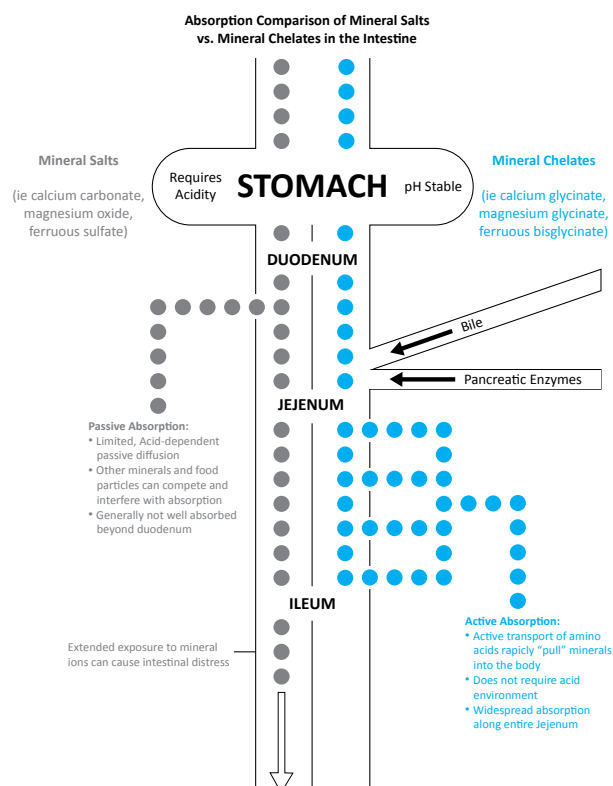 Absorption Comparison of Mineral Salts
vs. Mineral Chelates in the Intestine
Mineral Salts
(ie calcium carbonate,
magnesium oxide,
ferruous sulfate)
Requires
Acidity
STOMACH
pH Stable
Mineral Chelates
(ie calcium glycinate,
magnesium glycinate,
ferruous bisglycinate)
DUODENUM
Bile
Pancreatic Enzymes
JEJENUM
Passive Absorption:
• Limited, Acid-dependent
passive diffusion
• Other minerals and food
particles can compete and
interfere with absorption
• Generally not well absorbed
beyond duodenum
ILEUM
Extended exposure to mineral
ions can cause intestinal distress
Active Absorption:
• Active transport of amino
acids rapicly “pull” minerals
into the body
• Does not require acid
environment
• Widespread absorption
along entire Jejenum